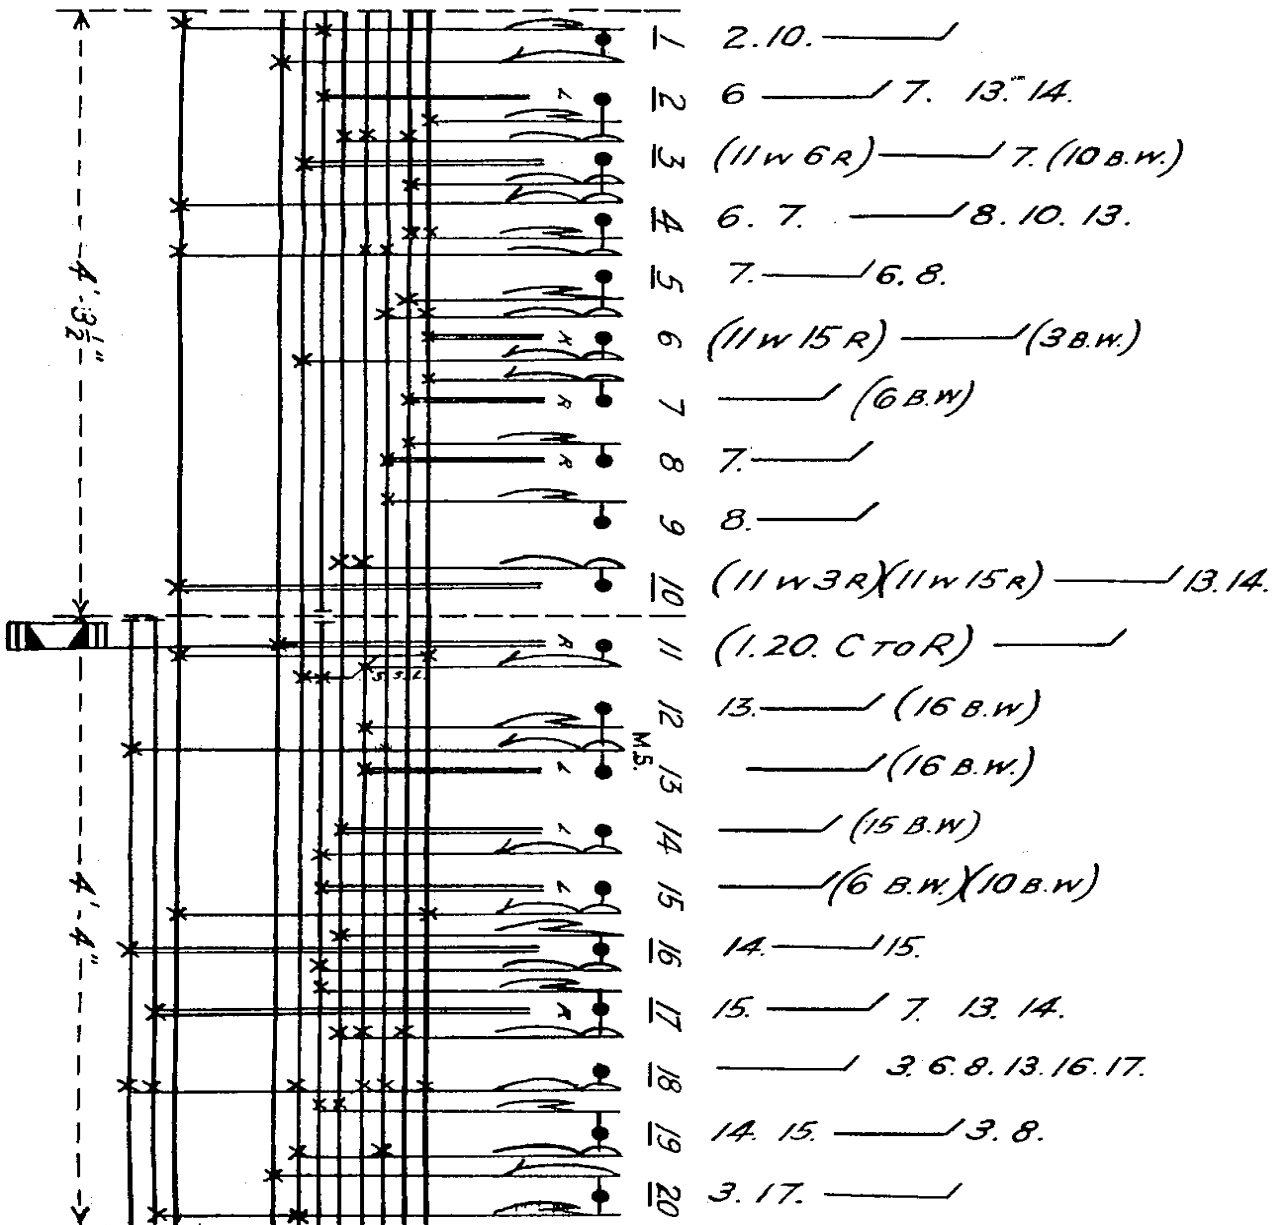 1 2.10.
2 6 7. 13. 14.
3 (11 W 6 R) 7. (10 B.W.)
4 6. 7. 8. 10. 13.
5 7. 6. 8.
6 (11 W 15 R) (3 B.W.)
7 (6 B.W)
8 7.
9 8.
10 (11 W 3 R)(11 W 15 R) 13.14.
11 (1.20. C TO R)
12 13. (16 B.W)
M.S.
13 (16 B.W.)
14 (15 B.W)
15 (6 B.W.)(10 B.W)
16 14. 15.
17 15. 7. 13. 14.
18 3. 6. 8. 13. 16. 17.
19 14. 15. 3. 8.
20 3. 17.
4' 3 1/2"
4' 4"
L
R
R
R
L
L
L